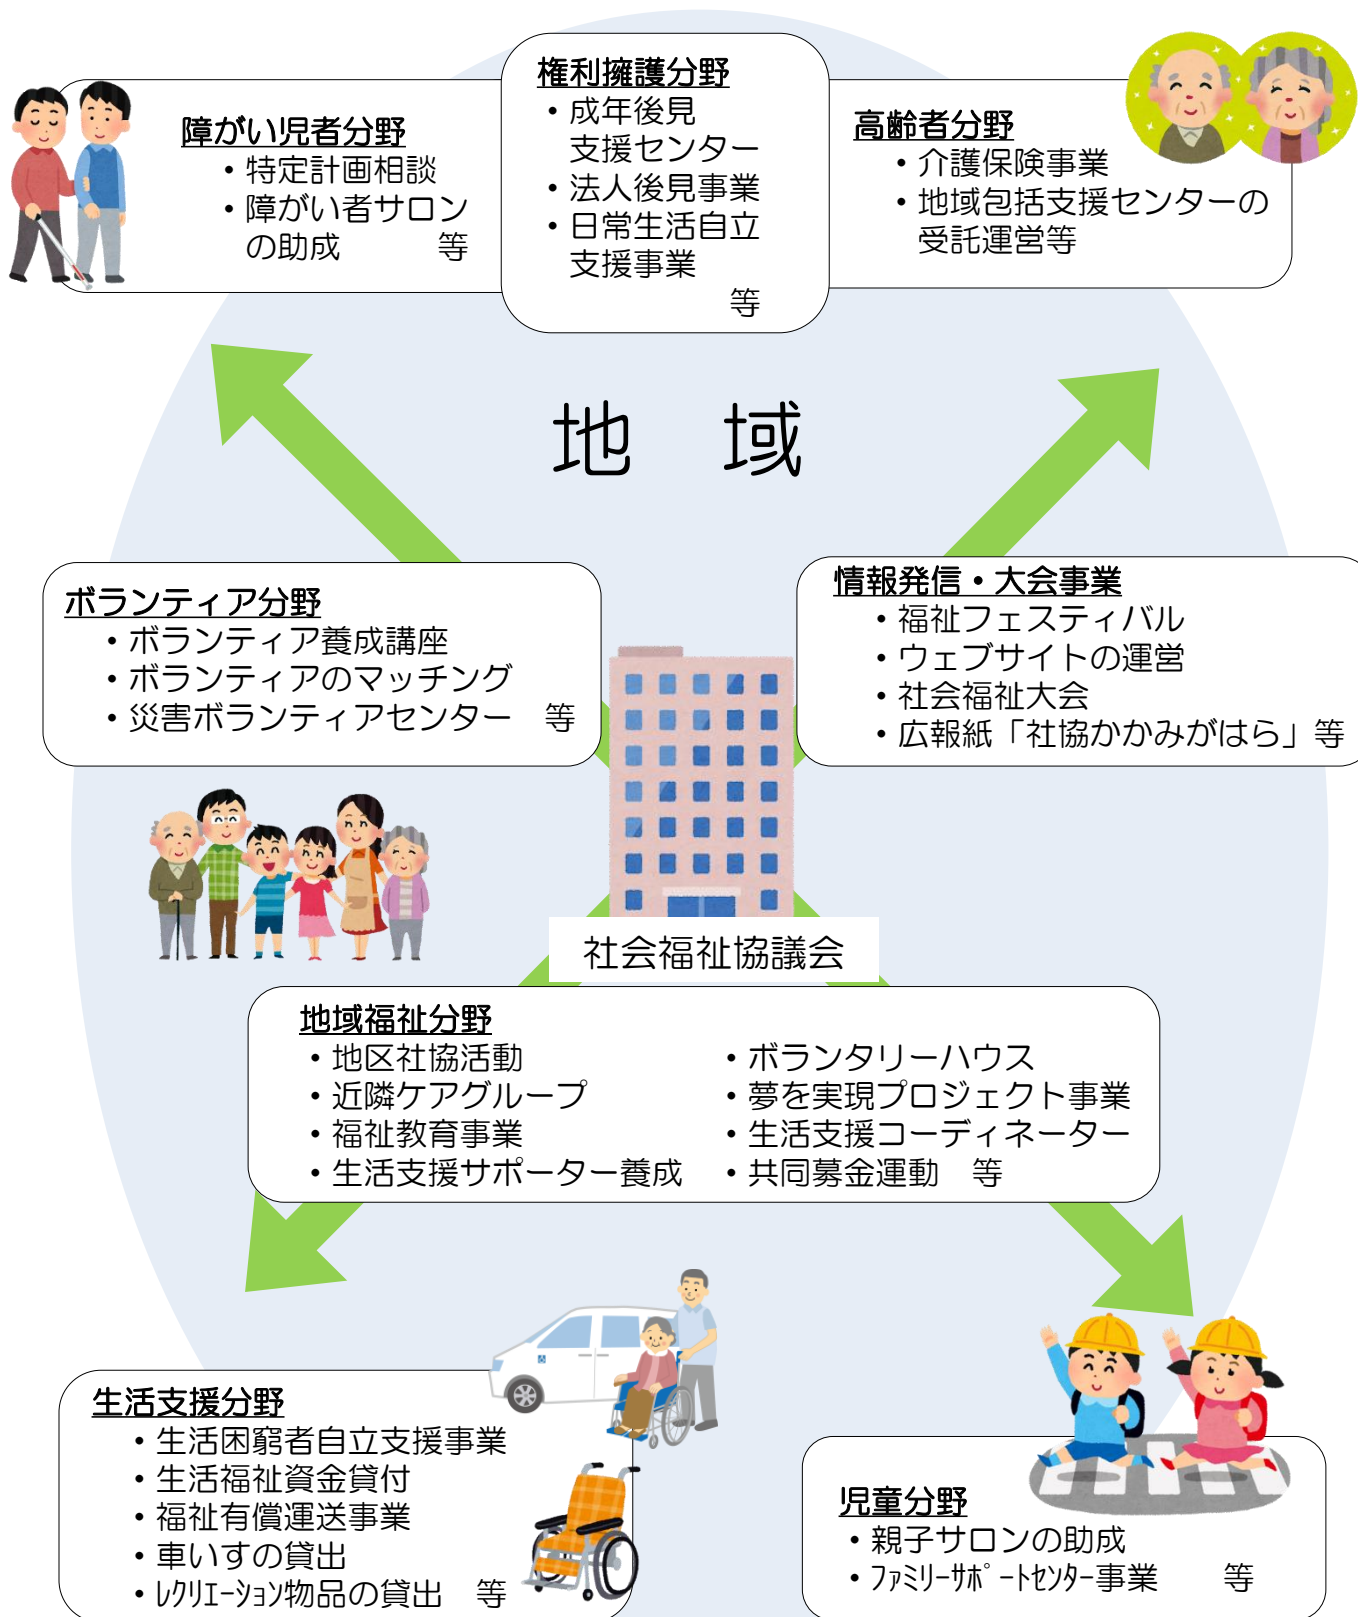 権利擁護分野
・成年後見
支援センター
・法人後見事業
・日常生活自立
支援事業
等
障がい児者分野
・特定計画相談
・障がい者サロン
の助成　等
高齢者分野
・介護保険事業
・地域包括支援センターの
受託運営等
地　域
ボランティア分野
・ボランティア養成講座
・ボランティアのマッチング
・災害ボランティアセンター　等
情報発信・大会事業
・福祉フェスティバル
・ウェブサイトの運営
・社会福祉大会
・広報紙「社協かかみがはら」等
社会福祉協議会
地域福祉分野
・地区社協活動
・近隣ケアグループ
・福祉教育事業
・生活支援サポーター養成
・ボランタリーハウス
・夢を実現プロジェクト事業
・生活支援コーディネーター
・共同募金運動　等
生活支援分野
・生活困窮者自立支援事業
・生活福祉資金貸付
・福祉有償運送事業
・車いすの貸出
・ﾚｸﾘｴｰｼｮﾝ物品の貸出　等
児童分野
・親子サロンの助成
・ﾌｧﾐﾘｰｻﾎﾟｰﾄｾﾝﾀｰ事業　等